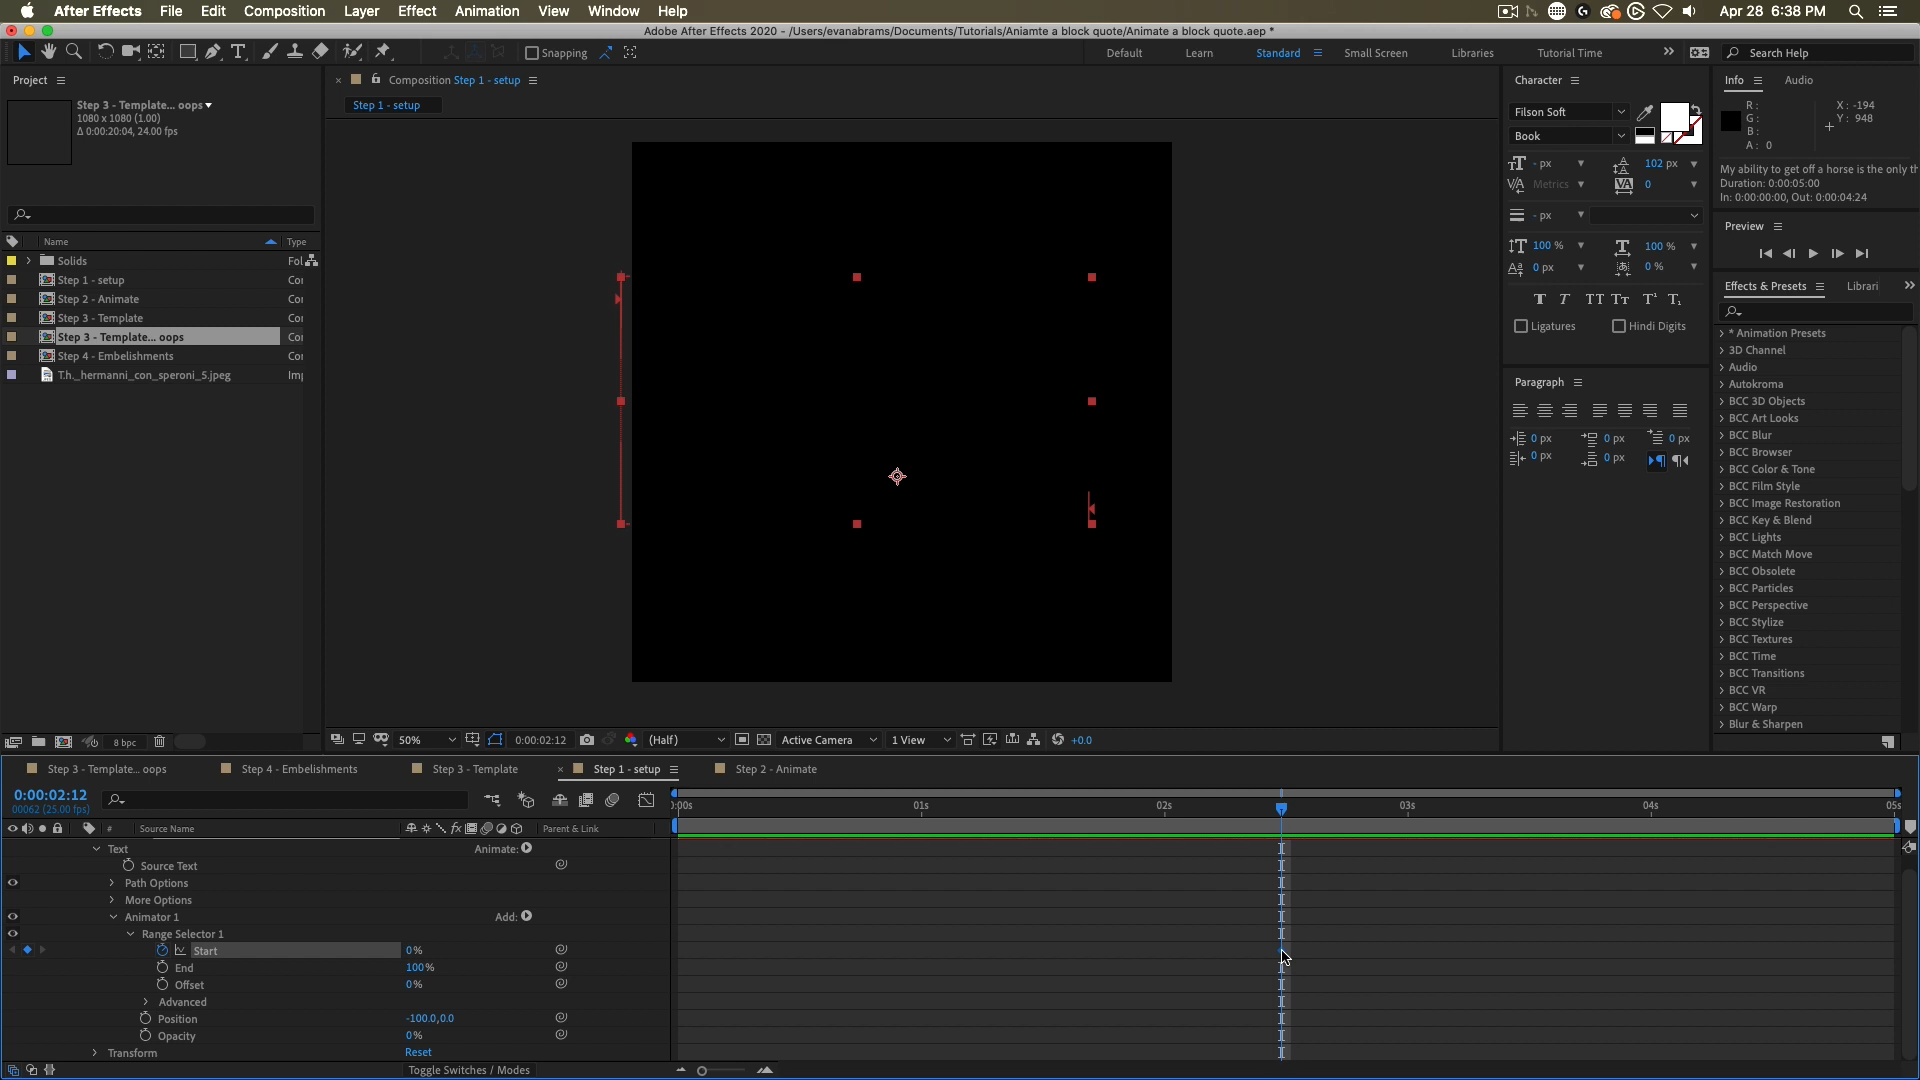 After Effects File Edit Composition Layer Effect Animation View Window Help Apr 28 6:38 PM
Adobe After Effects 2020 - /Users/evanabrams/Documents/Tutorials/Aniamte a block quote/Animate a block quote.aep *
Snapping Default Learn Standard Small Screen Libraries Tutorial Time Search Help
Project
Step 3 - Template... oops
1080 x 1080 (1.00)
Δ 0:00:20:04, 24.00 fps
Name Type
Solids Fol
Step 1 - setup Co
Step 2 - Animate Co
Step 3 - Template Co
Step 3 - Template... oops Co
Step 4 - Embelishments Co
T.h._hermanni_con_speroni_5.jpeg Im
8 bpc
Composition Step 1 - setup
Step 1 - setup
50% 0:00:02:12 (Half) Active Camera 1 View +0.0
Character
Filson Soft
Book
- px 102 px
Metrics 0
- px
100 % 100 %
0 px 0 %
T T TT Tт T¹ T₁
Ligatures Hindi Digits
Paragraph
0 px 0 px 0 px
0 px 0 px
Info Audio
R: X: -194
G: Y: 948
B:
A: 0
My ability to get off a horse is the only th
Duration: 0:00:05:00
In: 0:00:00:00, Out: 0:00:04:24
Preview
Effects & Presets Librari
* Animation Presets
3D Channel
Audio
Autokroma
BCC 3D Objects
BCC Art Looks
BCC Blur
BCC Browser
BCC Color & Tone
BCC Film Style
BCC Image Restoration
BCC Key & Blend
BCC Lights
BCC Match Move
BCC Obsolete
BCC Particles
BCC Perspective
BCC Stylize
BCC Textures
BCC Time
BCC Transitions
BCC VR
BCC Warp
Blur & Sharpen
Step 3 - Template... oops Step 4 - Embelishments Step 3 - Template Step 1 - setup Step 2 - Animate
0:00:02:12
00062 (25.00 fps)
:00s 01s 02s 03s 04s 05s
# Source Name Parent & Link
Text Animate:
Source Text
Path Options
More Options
Animator 1 Add:
Range Selector 1
Start 0%
End 100%
Offset 0%
Advanced
Position -100.0,0.0
Opacity 0%
Transform Reset
Toggle Switches / Modes